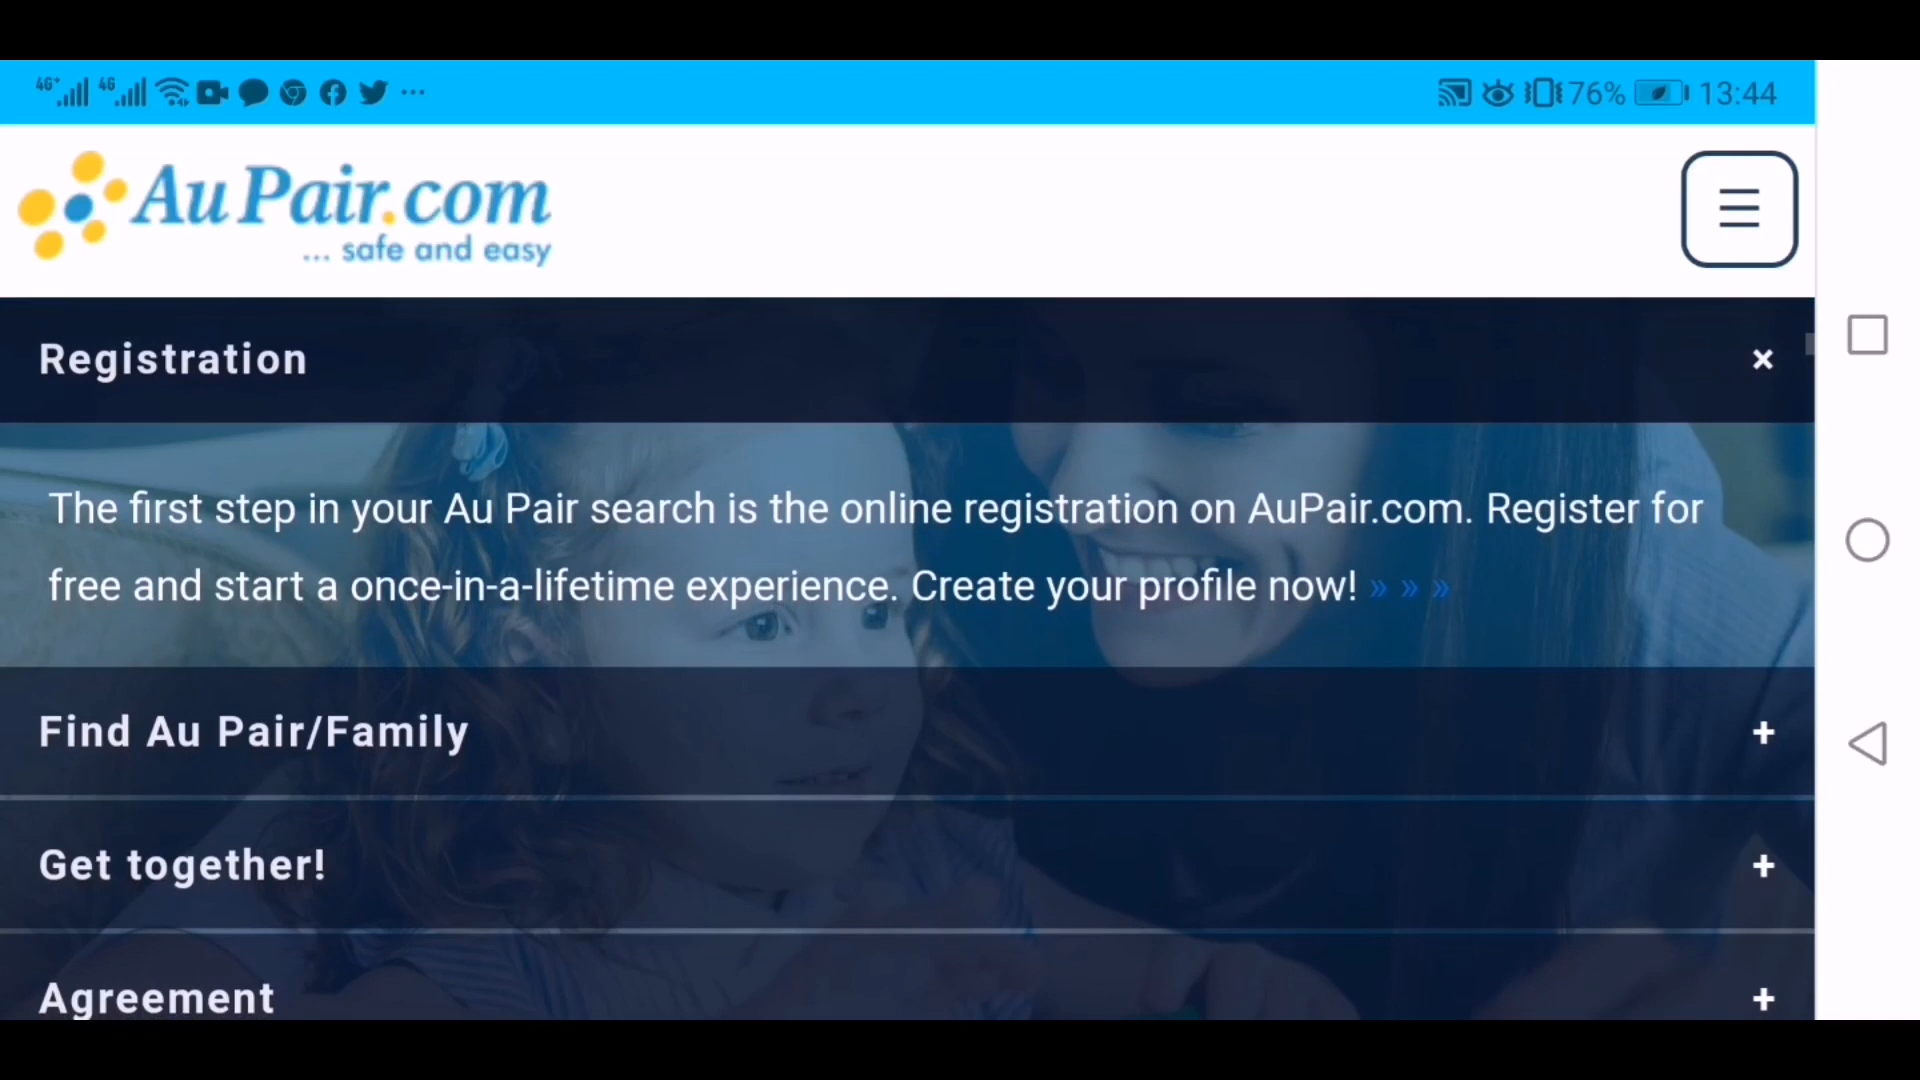 4G+ 4G 76% 13:44
Au Pair.com
... safe and easy
Registration
The first step in your Au Pair search is the online registration on AuPair.com. Register for
free and start a once-in-a-lifetime experience. Create your profile now! » » »
Find Au Pair/Family
Get together!
Agreement